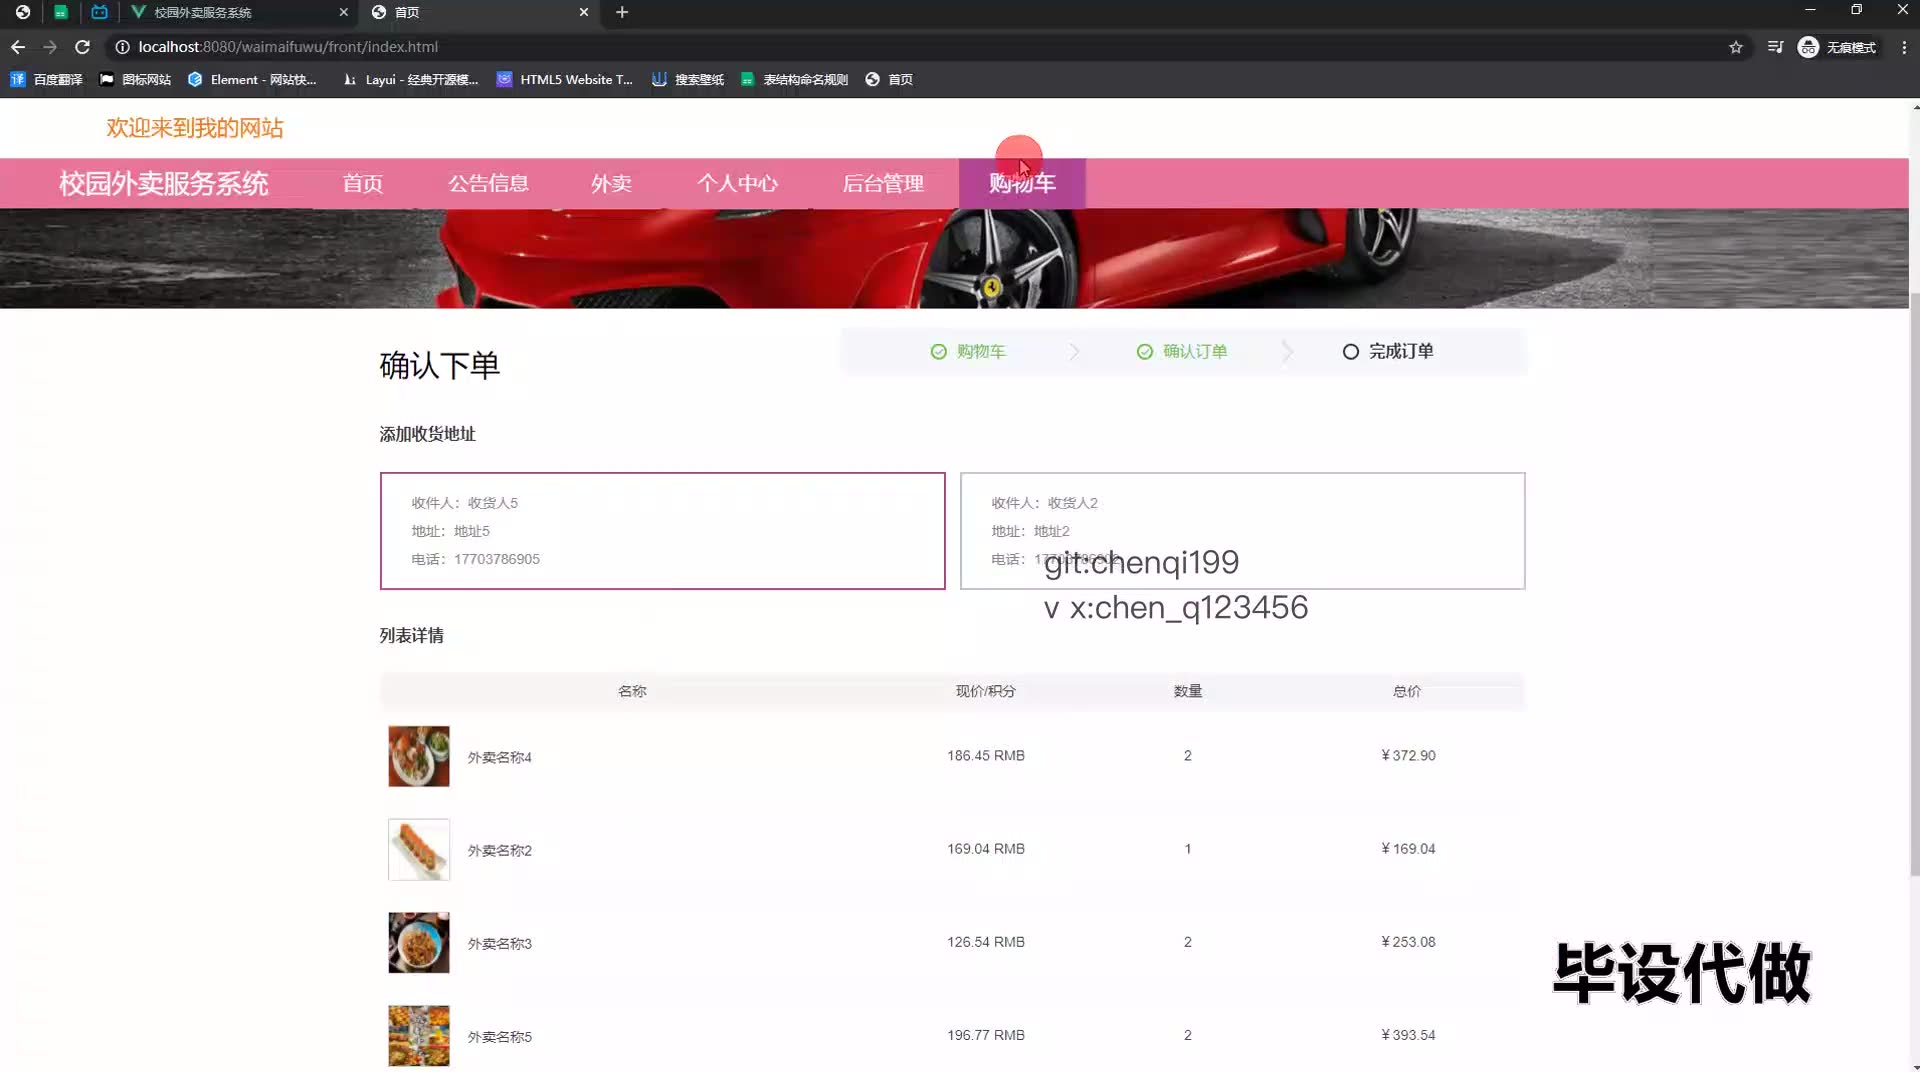 校园外卖服务系统
首页
localhost:8080/waimaifuwu/front/index.html
无痕模式
百度翻译
图标网站
Element - 网站快...
Layui - 经典开源模...
HTML5 Website T...
搜索壁纸
表结构命名规则
首页
欢迎来到我的网站
校园外卖服务系统
首页
公告信息
外卖
个人中心
后台管理
购物车
确认下单
购物车
确认订单
完成订单
添加收货地址
收件人：收货人5
地址：地址5
电话：17703786905
收件人：收货人2
地址：地址2
电话：17703786902
git:chenqi199
v x:chen_q123456
列表详情
名称 现价/积分 数量 总价
外卖名称4 186.45 RMB 2 ¥ 372.90
外卖名称2 169.04 RMB 1 ¥ 169.04
外卖名称3 126.54 RMB 2 ¥ 253.08
外卖名称5 196.77 RMB 2 ¥ 393.54
毕设代做